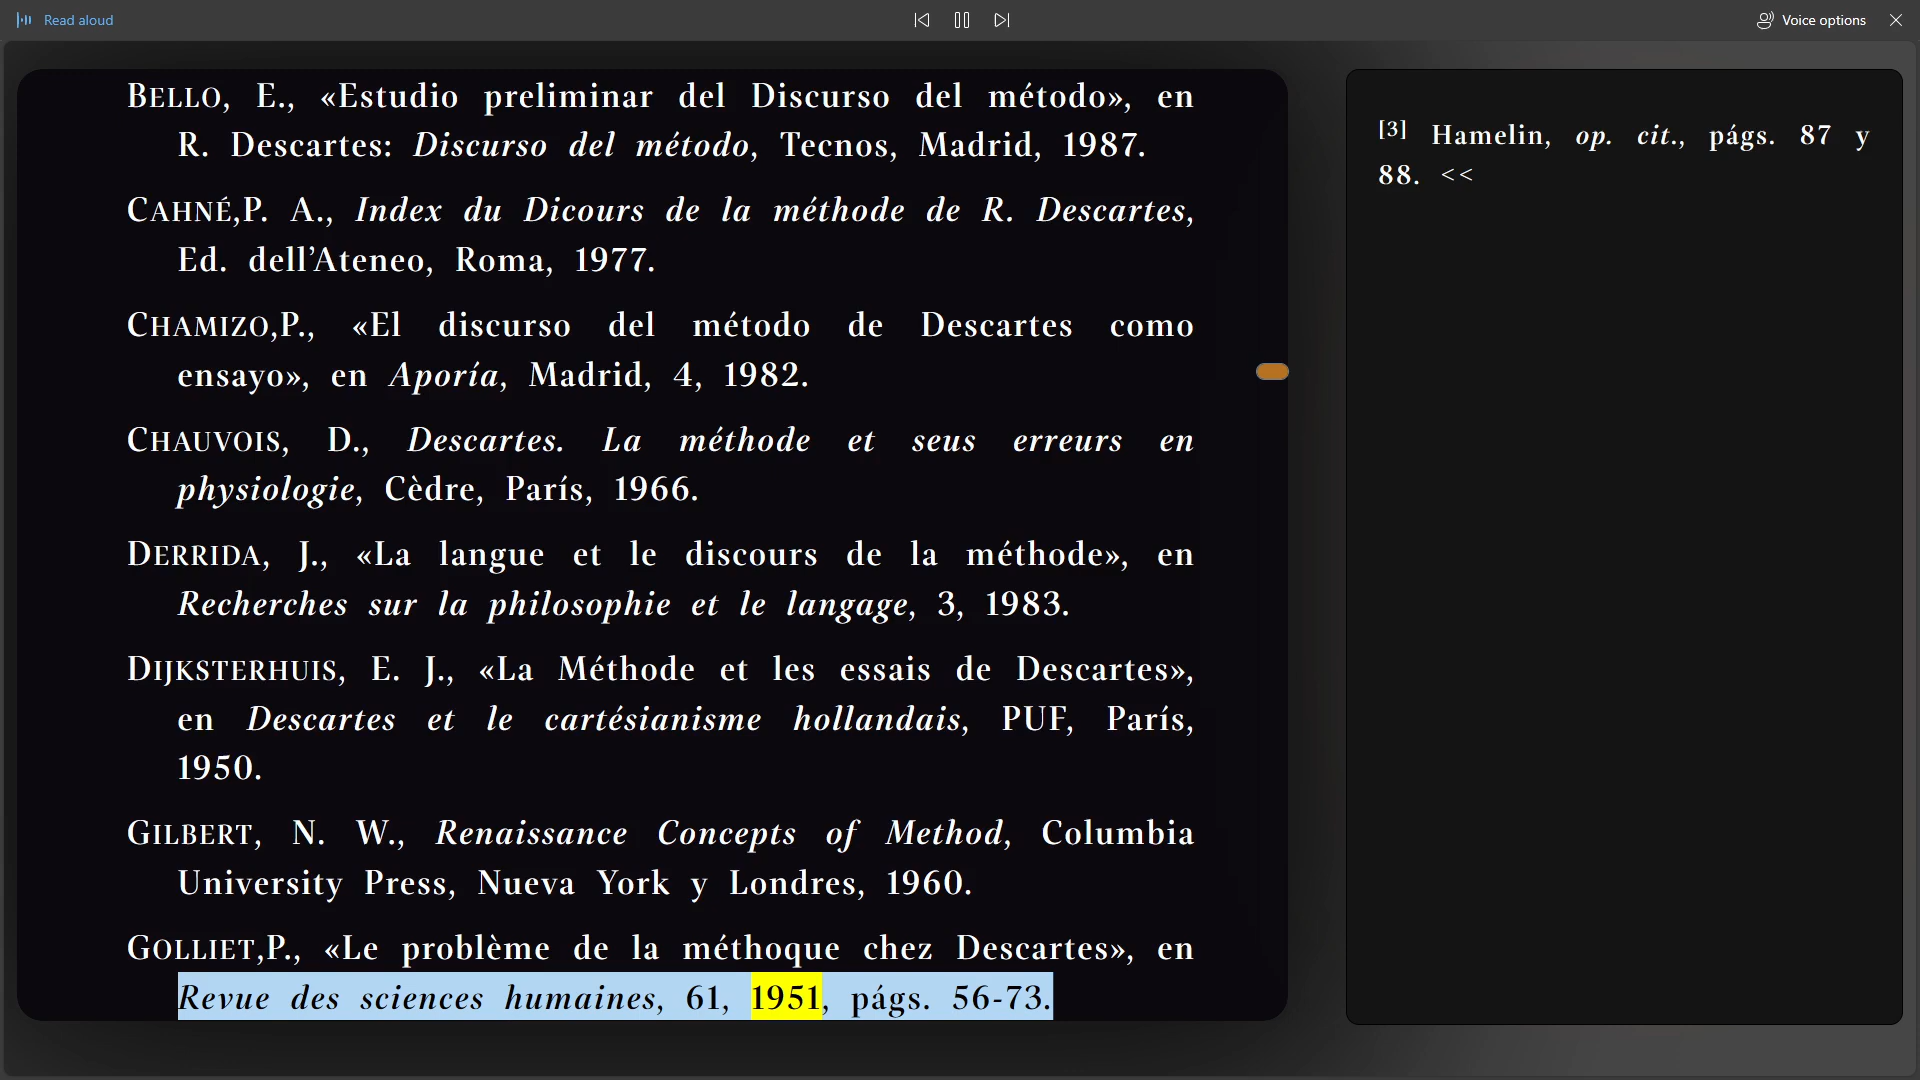 Read aloud
Voice options
BELLO, E., «Estudio preliminar del Discurso del método», en
R. Descartes: Discurso del método, Tecnos, Madrid, 1987.
CAHNÉ,P. A., Index du Dicours de la méthode de R. Descartes,
Ed. dell’Ateneo, Roma, 1977.
CHAMIZO,P., «El discurso del método de Descartes como
ensayo», en Aporía, Madrid, 4, 1982.
CHAUVOIS, D., Descartes. La méthode et seus erreurs en
physiologie, Cèdre, París, 1966.
DERRIDA, J., «La langue et le discours de la méthode», en
Recherches sur la philosophie et le langage, 3, 1983.
DIJKSTERHUIS, E. J., «La Méthode et les essais de Descartes»,
en Descartes et le cartésianisme hollandais, PUF, París,
1950.
GILBERT, N. W., Renaissance Concepts of Method, Columbia
University Press, Nueva York y Londres, 1960.
GOLLIET,P., «Le problème de la méthoque chez Descartes», en
Revue des sciences humaines, 61, 1951, págs. 56-73.
[3] Hamelin, op. cit., págs. 87 y
88. <<